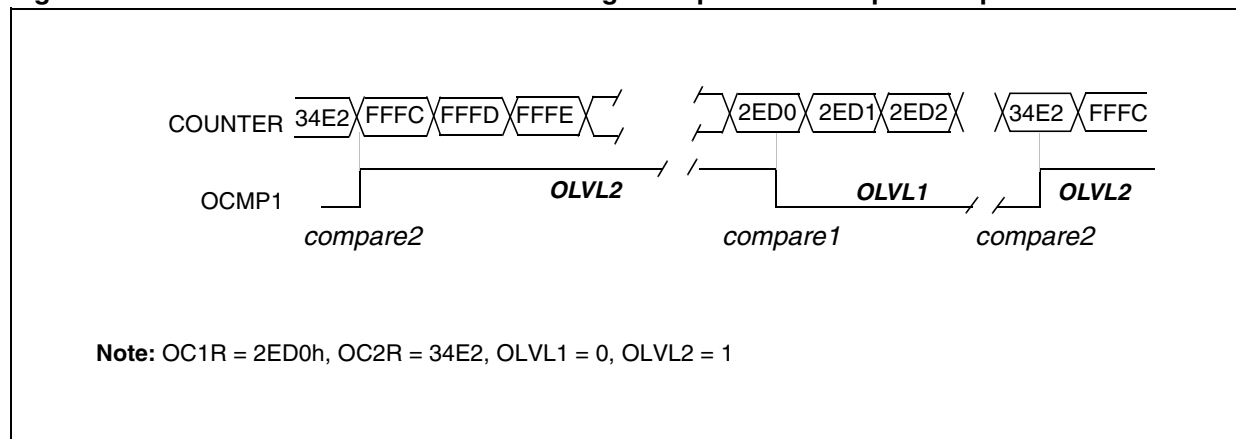 COUNTER 34E2 FFFC FFFD FFFE 2ED0 2ED1 2ED2 34E2 FFFC
OCMP1 OLVL2 OLVL1 OLVL2
compare2 compare1 compare2
Note: OC1R = 2ED0h, OC2R = 34E2, OLVL1 = 0, OLVL2 = 1